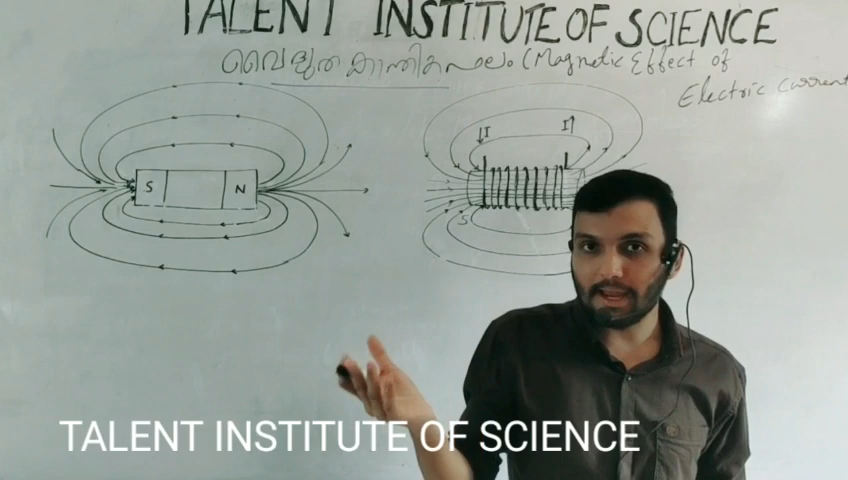 TALENT INSTITUTE OF SCIENCE
വൈദ്യുത കാന്തികഫലം (Magnetic Effect of
Electric Current
↓I I↑
S N
S
TALENT INSTITUTE OF SCIENCE